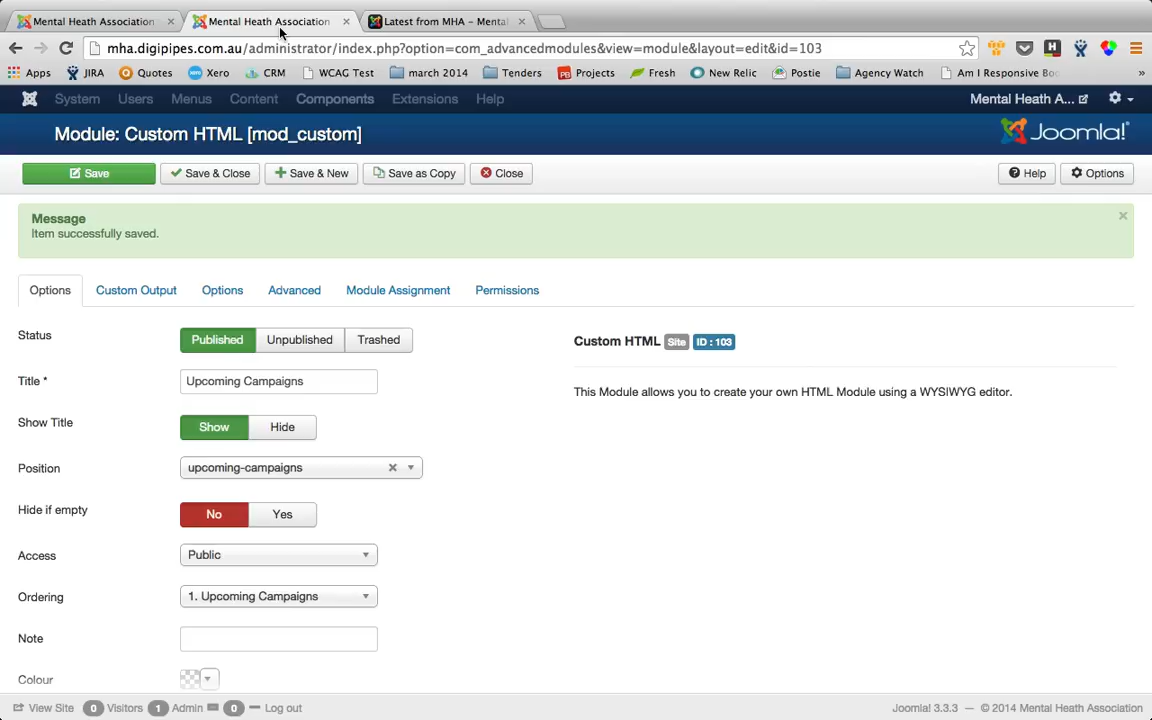 Mental Heath Association
Mental Heath Association
Latest from MHA – Mental
mha.digipipes.com.au/administrator/index.php?option=com_advancedmodules&view=module&layout=edit&id=103
Apps JIRA Quotes Xero CRM WCAG Test march 2014 Tenders Projects Fresh New Relic Postie Agency Watch Am I Responsive Boo »
System Users Menus Content Components Extensions Help Mental Heath A...
Module: Custom HTML [mod_custom] Joomla!®
Save Save & Close Save & New Save as Copy Close Help Options
Message
Item successfully saved.
Options Custom Output Options Advanced Module Assignment Permissions
Status Published Unpublished Trashed
Custom HTML Site ID : 103
Title * Upcoming Campaigns
This Module allows you to create your own HTML Module using a WYSIWYG editor.
Show Title Show Hide
Position upcoming-campaigns
Hide if empty No Yes
Access Public
Ordering 1. Upcoming Campaigns
Note
Colour
View Site 0 Visitors 1 Admin 0 Log out Joomla! 3.3.3 — © 2014 Mental Heath Association